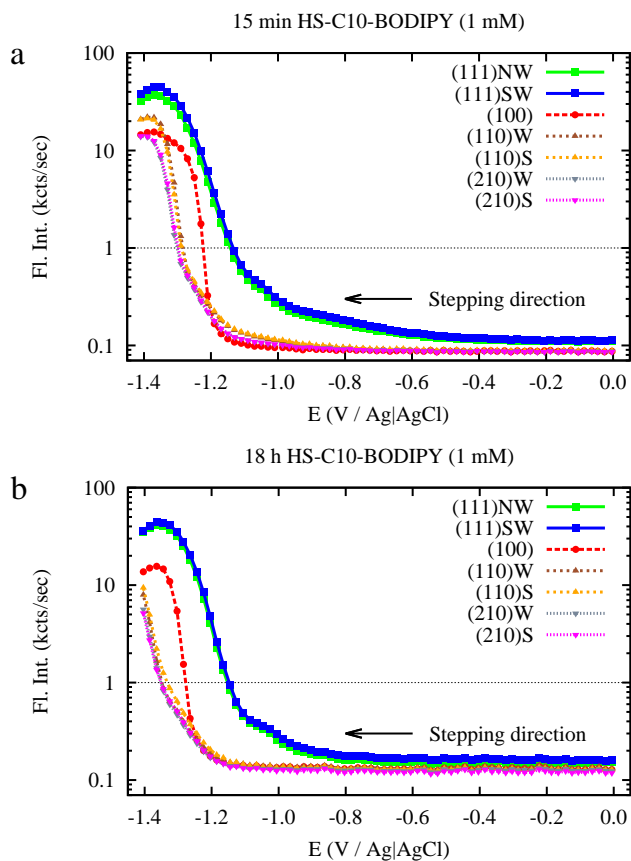 15 min HS-C10-BODIPY (1 mM)
a
100
10
1
0.1
Fl. Int. (kcts/sec)
(111)NW
(111)SW
(100)
(110)W
(110)S
(210)W
(210)S
Stepping direction
-1.4 -1.2 -1.0 -0.8 -0.6 -0.4 -0.2 0.0
E (V / Ag|AgCl)
18 h HS-C10-BODIPY (1 mM)
b
100
10
1
0.1
Fl. Int. (kcts/sec)
(111)NW
(111)SW
(100)
(110)W
(110)S
(210)W
(210)S
Stepping direction
-1.4 -1.2 -1.0 -0.8 -0.6 -0.4 -0.2 0.0
E (V / Ag|AgCl)